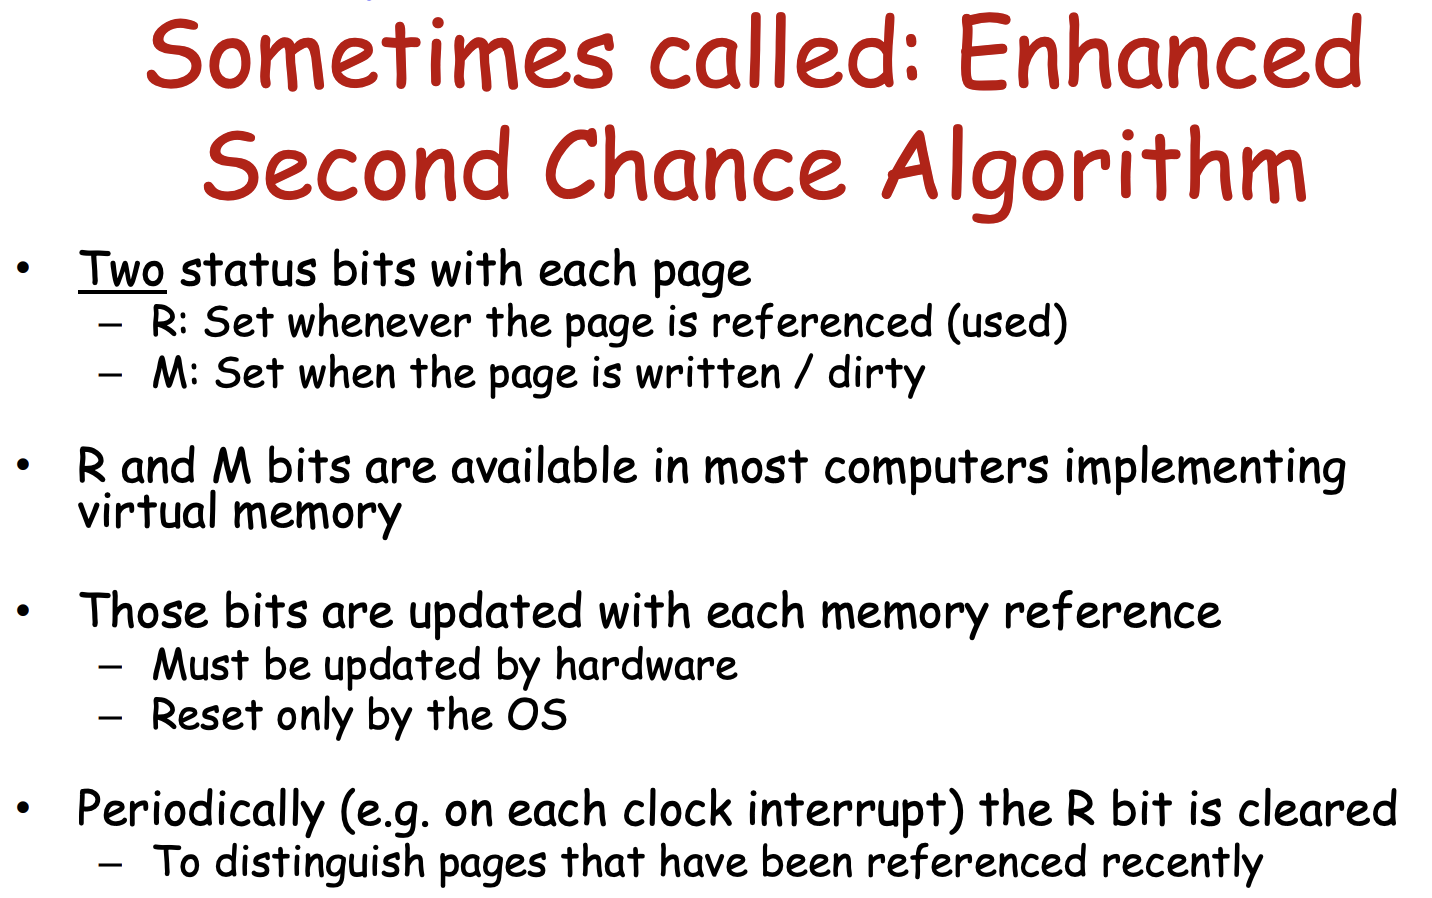 Sometimes called: Enhanced
Second Chance Algorithm
• Two status bits with each page
– R: Set whenever the page is referenced (used)
– M: Set when the page is written / dirty
• R and M bits are available in most computers implementing
virtual memory
• Those bits are updated with each memory reference
– Must be updated by hardware
– Reset only by the OS
• Periodically (e.g. on each clock interrupt) the R bit is cleared
– To distinguish pages that have been referenced recently